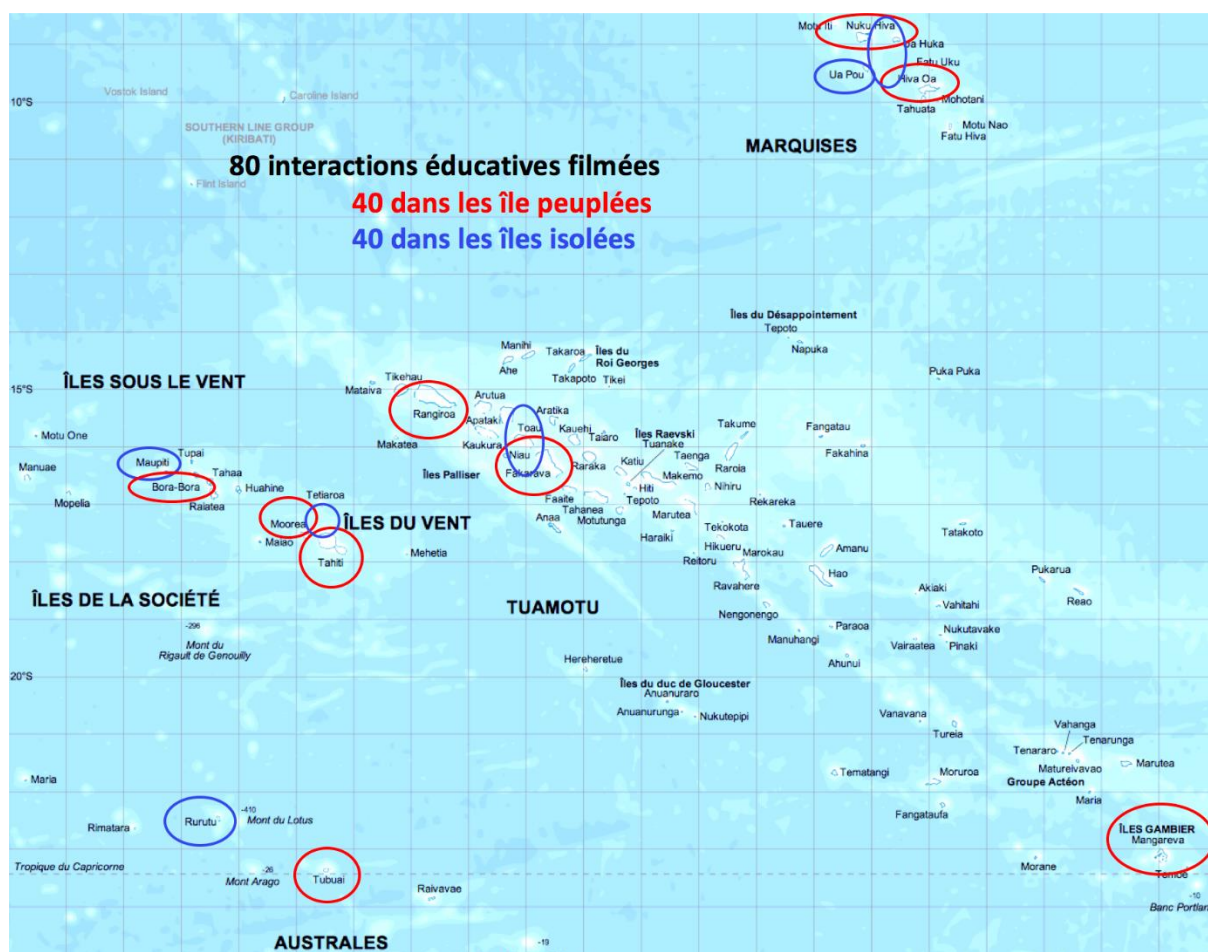 Motu Iti
Nuku Hiva
Ua Huka
Fatu Uku
Ua Pou
Hiva Oa
Vostok Island
Caroline Island
10°S
Mohotani
Tahuata
SOUTHERN LINE GROUP
(KIRIBATI)
Motu Nao
Fatu Hiva
MARQUISES
80 interactions éducatives filmées
Flint Island
40 dans les île peuplées
40 dans les îles isolées
Îles du Désappointement
Tepoto
Napuka
Manihi
Takaroa
Îles du
Roi Georges
Ahe
Takapoto
Tikei
Puka Puka
ÎLES SOUS LE VENT
15°S
Tikehau
Mataiva
Rangiroa
Arutua
Apataki
Aratika
Toau
Kauehi
Taiaro
Îles Raevski
Tuanake
Takume
Fangatau
Fakahina
Motu One
Makatea
Kaukura
Niau
Raraka
Katiu
Taenga
Raroia
Manuae
Maupiti
Tupai
Îles Palliser
Fakarava
Makemo
Tahaa
Bora-Bora
Huahine
Hiti
Nihiru
Mopelia
Raiatea
Tetiaroa
Faaite
Tepoto
Rekareka
Tahanea
Anaa
Motutunga
Marutea
Moorea
ÎLES DU VENT
Haraiki
Tekokota
Tauere
Tatakoto
Maiao
Tahiti
Mehetia
Hikueru
Reitoru
Marokau
Amanu
Hao
Ravahere
Pukarua
Reao
ÎLES DE LA SOCIÉTÉ
TUAMOTU
Akiaki
Vahitahi
Nengonengo
-296
Mont du
Rigault de Genouilly
Paraoa
Manuhangi
Nukutavake
Vairaatea
Pinaki
Ahunui
Hereheretue
20°S
Îles du duc de Gloucester
Anuanuraro
Anuanurunga
Nukutepipi
Vanavana
Tureia
Vahanga
Tenarunga
Tenararo
Matureivavao
Marutea
Maria
Tematangi
Moruroa
Groupe Actéon
Maria
Fangataufa
Rurutu
-410
Mont du Lotus
Rimatara
ÎLES GAMBIER
Mangareva
Tropique du Capricorne
-26
Mont Arago
Tubuai
Morane
Temoe
Raivavae
-10
Banc Portland
AUSTRALES
-19